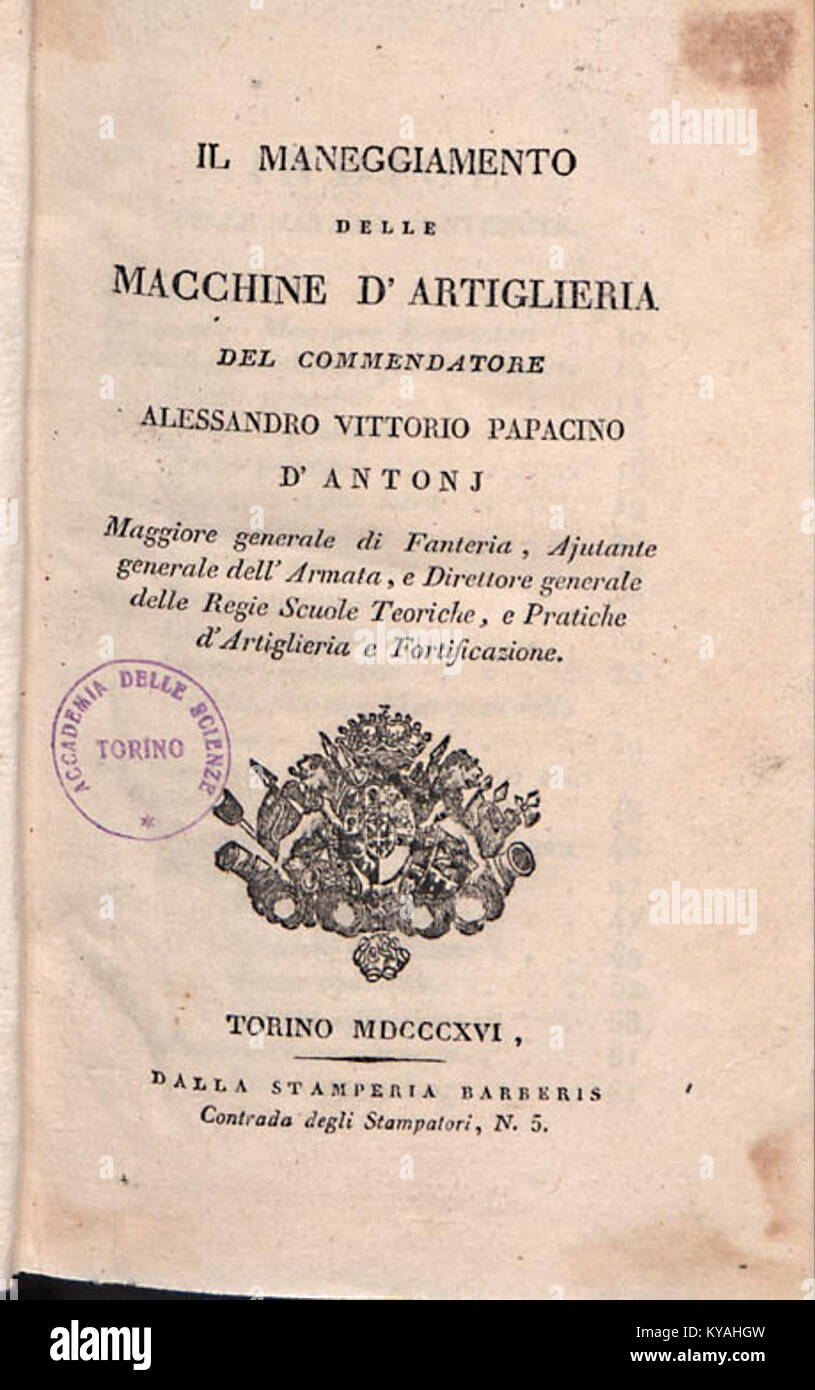 IL MANEGGIAMENTO
DELLE
MACCHINE D' ARTIGLIERIA
DEL COMMENDATORE
ALESSANDRO VITTORIO PAPACINO
D' ANTONJ
Maggiore generale di Fanteria, Ajutante
generale dell' Armata, e Direttore generale
delle Regie Scuole Teoriche, e Pratiche
d'Artiglieria e Fortificazione.
ACCADEMIA DELLE SCIENZE
TORINO
*
TORINO MDCCCXVI,
DALLA STAMPERIA BARBERIS
Contrada degli Stampatori, N. 5.
alamy
alamy
a
a
a
a
a
a
a
a
alamy
Image ID: KYAHGW
www.alamy.com